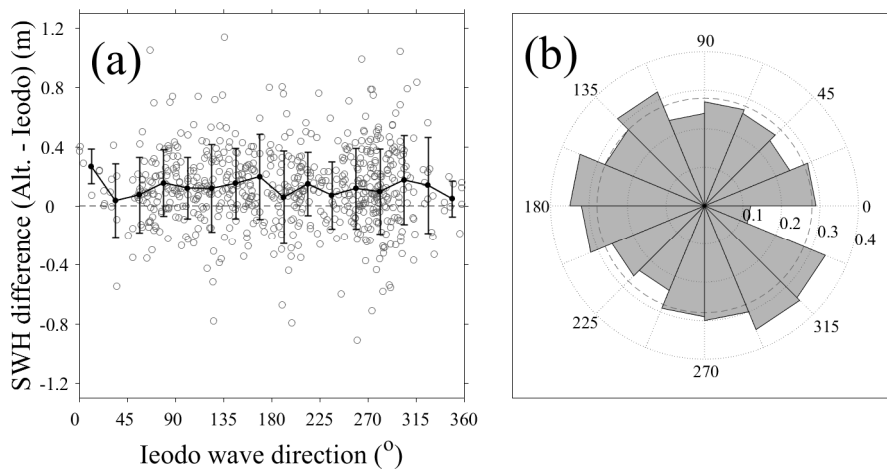 (a)
SWH difference (Alt. - Ieodo) (m)
1.2
0.8
0.4
0
-0.4
-0.8
-1.2
0 45 90 135 180 225 270 315 360
Ieodo wave direction (o)
(b)
90
135 45
180 0
0.1 0.2 0.3 0.4
225 315
270